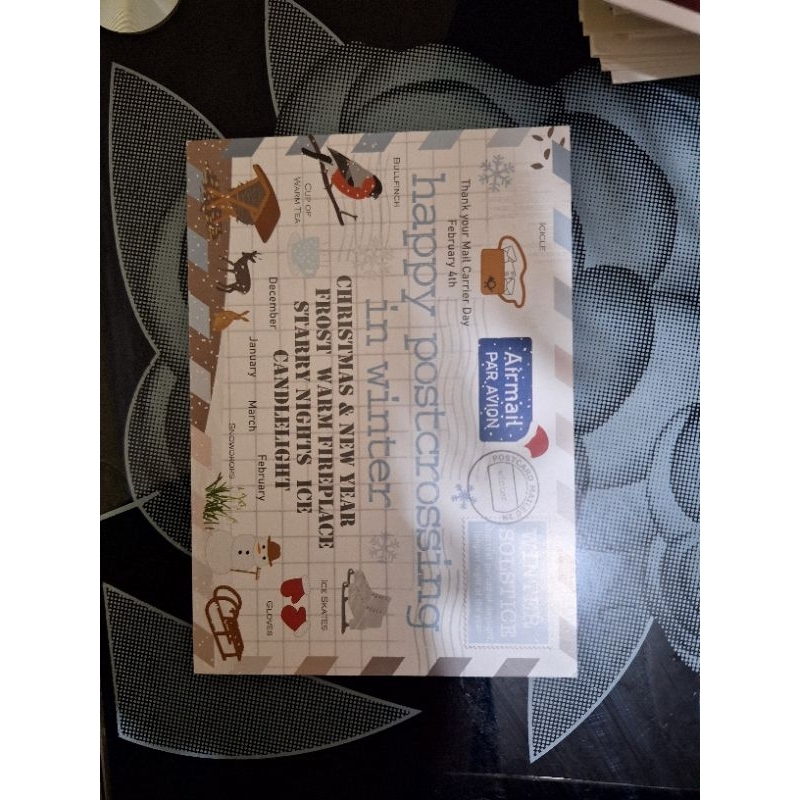 ICICLE
Thank your Mail Carrier Day
February 4th
Airmail
PAR AVION
POSTCARD MAILED
WINTER
SOLSTICE
BULLFINCH
happy postcrossing
in winter
CUP OF
WARM TEA
CHRISTMAS & NEW YEAR
FROST WARM FIREPLACE
STARRY NIGHTS ICE
CANDLELIGHT
ICE SKATES
GLOVES
December
January
March
February
SNOWDROPS